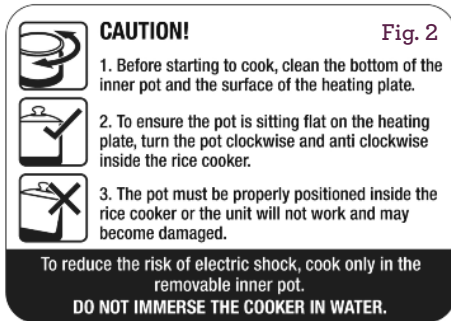 CAUTION!
Fig. 2
1. Before starting to cook, clean the bottom of the
inner pot and the surface of the heating plate.
2. To ensure the pot is sitting flat on the heating
plate, turn the pot clockwise and anti clockwise
inside the rice cooker.
3. The pot must be properly positioned inside the
rice cooker or the unit will not work and may
become damaged.
To reduce the risk of electric shock, cook only in the
removable inner pot.
DO NOT IMMERSE THE COOKER IN WATER.